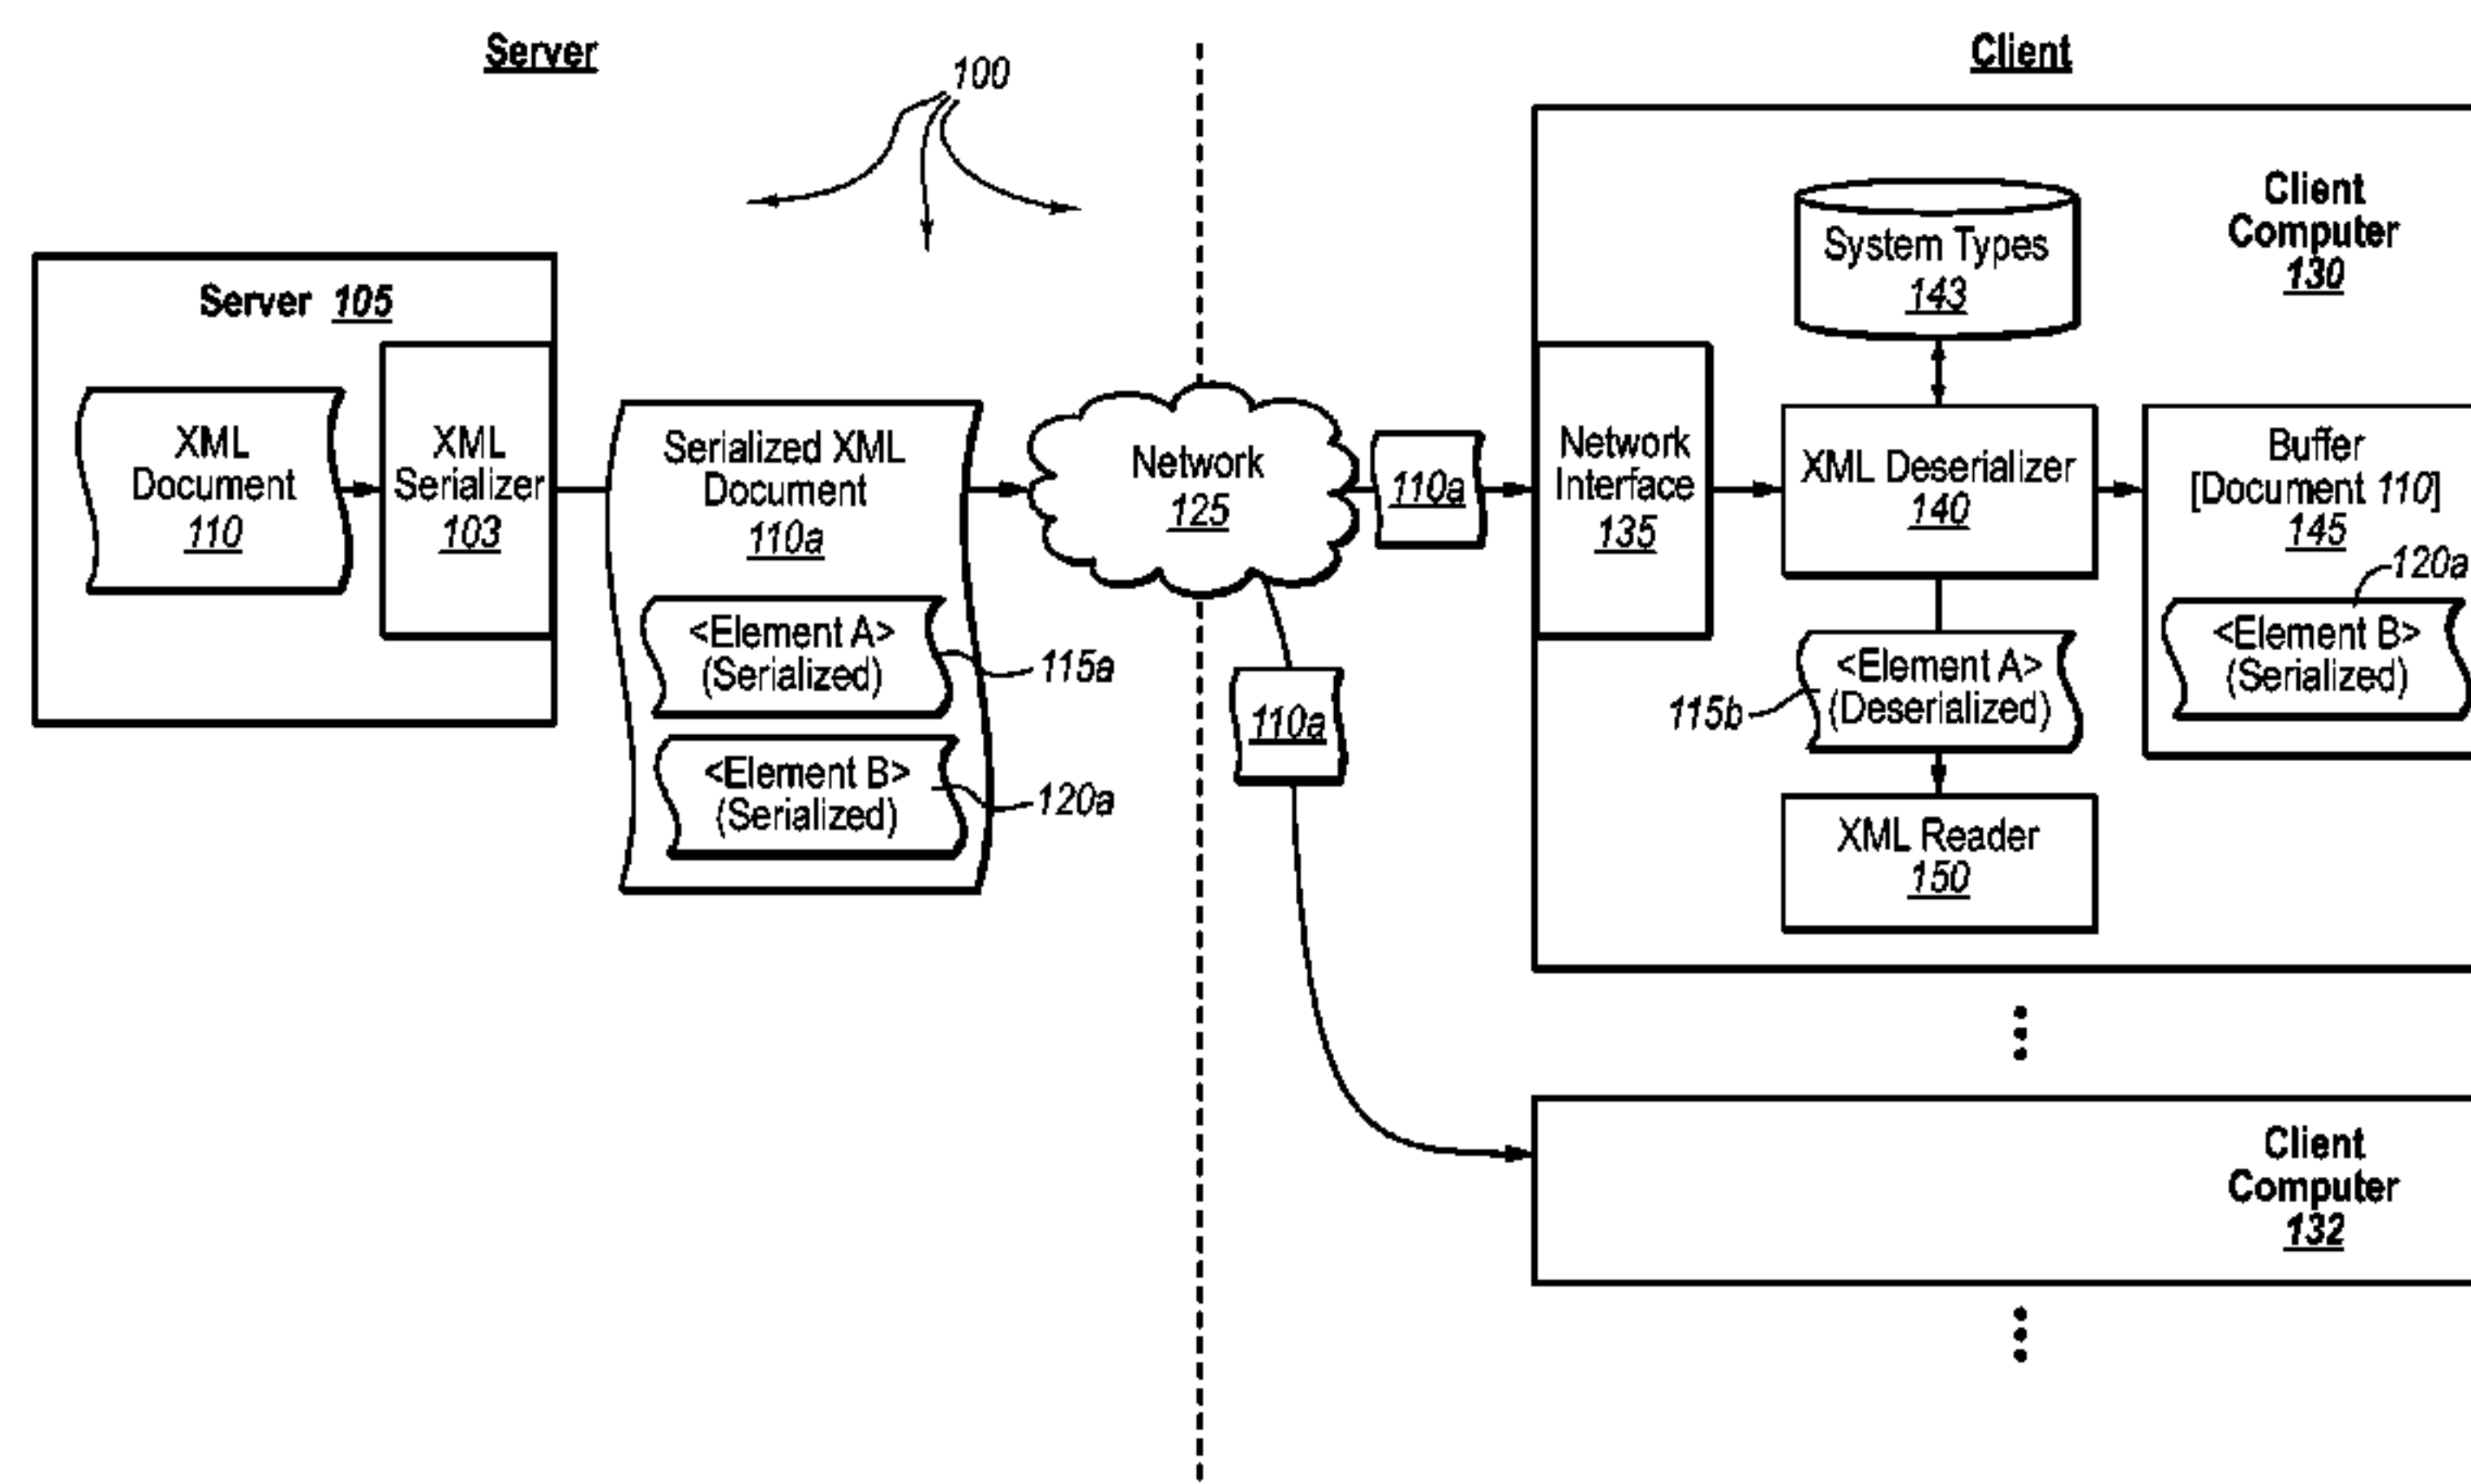 Server
Client
100
Server 105
XML
Document
110
XML
Serializer
103
Serialized XML
Document
110a
<Element A>
(Serialized)
115a
<Element B>
(Serialized)
120a
Network
125
110a
110a
Client
Computer
130
System Types
143
Network
Interface
135
XML Deserializer
140
Buffer
[Document 110]
145
120a
<Element B>
(Serialized)
<Element A>
(Deserialized)
115b
XML Reader
150
Client
Computer
132